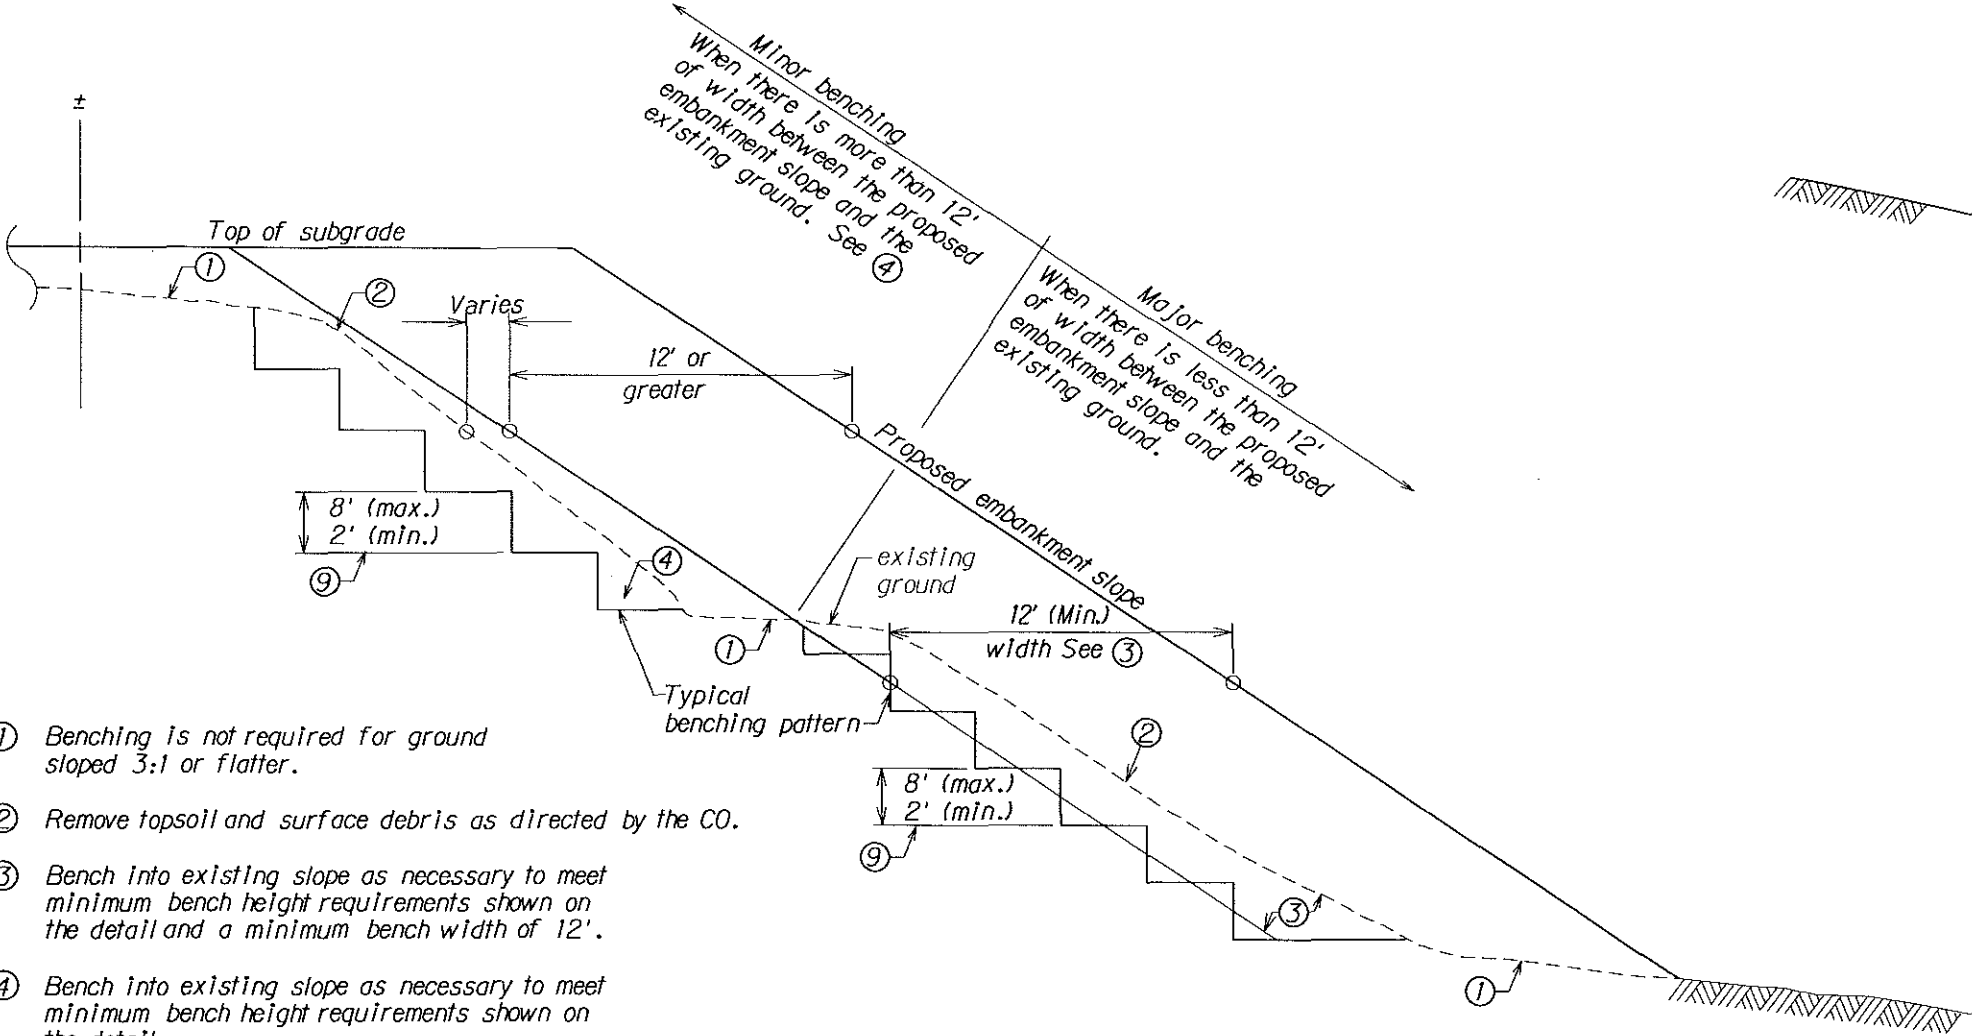 ±
Minor benching
When there is more than 12'
of width between the proposed
embankment slope and the
existing ground. See ④
Major benching
When there is less than 12'
of width between the proposed
embankment slope and the
existing ground.
Top of subgrade
①
②
Varies
12' or
greater
Proposed embankment slope
8' (max.)
2' (min.)
⑨
④
existing
ground
①
12' (Min.)
width See ③
Typical
benching pattern
②
8' (max.)
2' (min.)
⑨
③
①
① Benching is not required for ground
sloped 3:1 or flatter.
② Remove topsoil and surface debris as directed by the CO.
③ Bench into existing slope as necessary to meet
minimum bench height requirements shown on
the detail and a minimum bench width of 12'.
④ Bench into existing slope as necessary to meet
minimum bench height requirements shown on
the detail